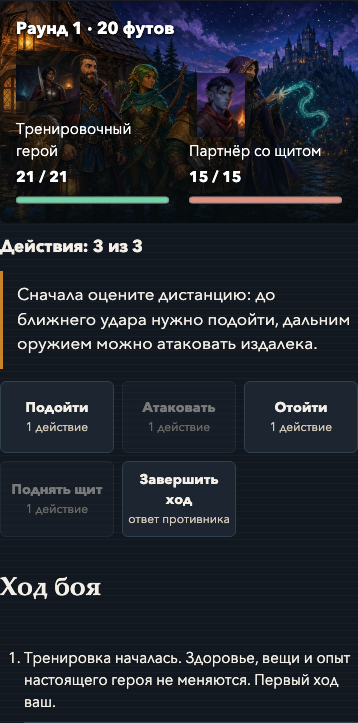 Раунд 1 · 20 футов
Тренировочный
герой
21 / 21
Партнёр со щитом
15 / 15
Действия: 3 из 3
Сначала оцените дистанцию: до
ближнего удара нужно подойти, дальним
оружием можно атаковать издалека.
Подойти
1 действие
Атаковать
1 действие
Отойти
1 действие
Поднять щит
1 действие
Завершить
ход
ответ противника
Ход боя
1. Тренировка началась. Здоровье, вещи и опыт
настоящего героя не меняются. Первый ход
ваш.